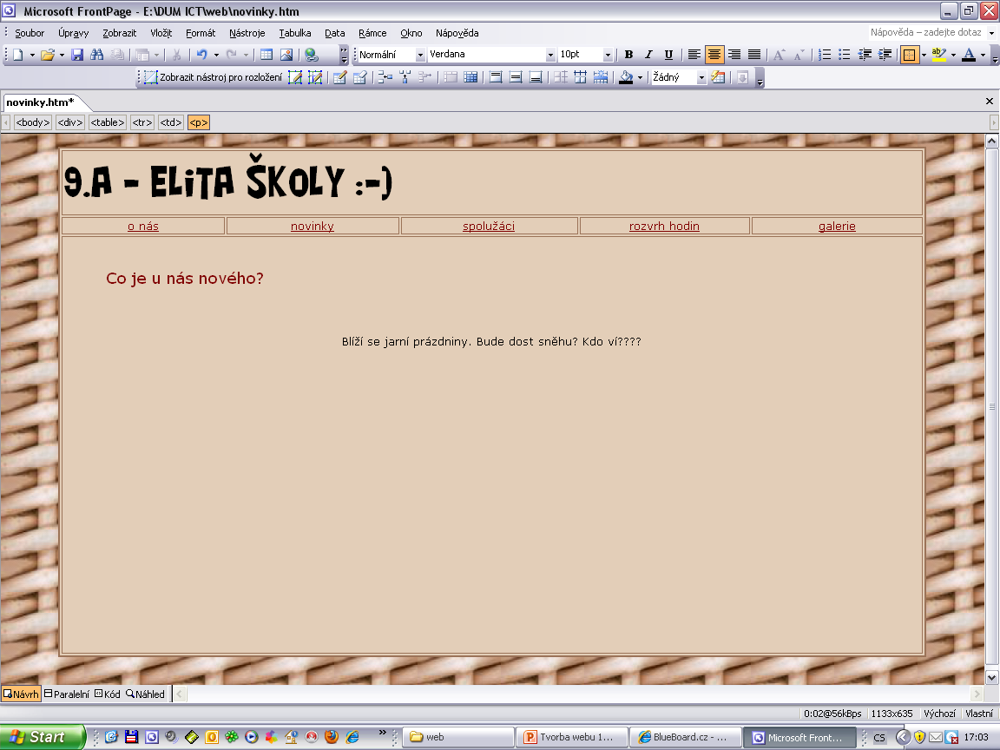 Microsoft FrontPage - E:\DUM ICT\web\novinky.htm
Soubor Úpravy Zobrazit Vložit Formát Nástroje Tabulka Data Rámce Okno Nápověda Nápověda – zadejte dotaz
Normální Verdana 10pt B I U
Zobrazit nástroj pro rozložení Žádný
novinky.htm*
<body> <div> <table> <tr> <td> <p>
9.A - ELiTA ŠKOLY :-)
o nás novinky spolužáci rozvrh hodin galerie
Co je u nás nového?
Blíží se jarní prázdniny. Bude dost sněhu? Kdo ví????
Návrh Paralelní Kód Náhled
0:02@56kBps 1133x635 Výchozí Vlastní
Start web Tvorba webu 1... BlueBoard.cz - ... Microsoft Front... CS 17:03